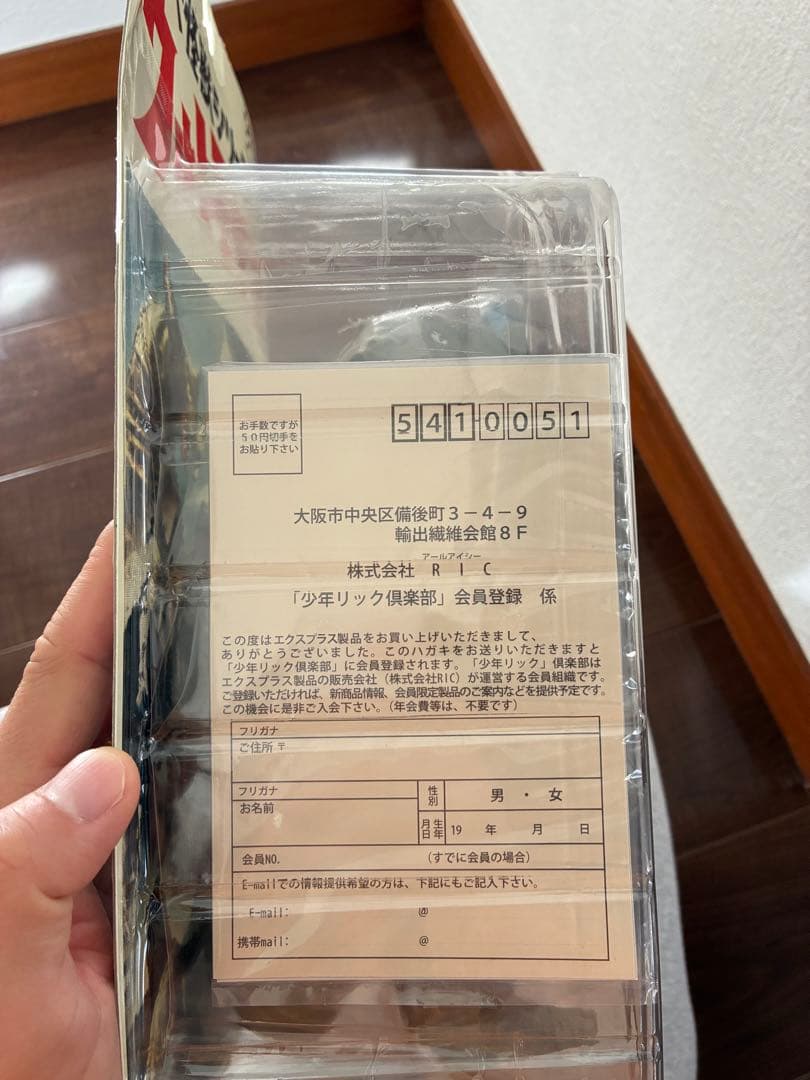 お手数ですが
50円切手を
お貼り下さい
5410051
大阪市中央区備後町3-4-9
輸出繊維会館8F
アールアイシー
株式会社 RIC
「少年リック倶楽部」会員登録 係
この度はエクスプラス製品をお買い上げいただきまして、
ありがとうございました。このハガキをお送りいただきますと
「少年リック倶楽部」に会員登録されます。「少年リック」倶楽部は
エクスプラス製品の販売会社(株式会社RIC)が運営する会員組織です。
ご登録いただければ、新商品情報、会員限定製品のご案内などを提供予定です。
この機会に是非ご入会下さい。(年会費等は、不要です)
フリガナ
ご住所 〒
フリガナ
お名前
性別
男 ・ 女
生年月日
19 年 月 日
会員NO. (すでに会員の場合)
E-mailでの情報提供希望の方は、下記にもご記入下さい。
E-mail: @
携帯mail: @